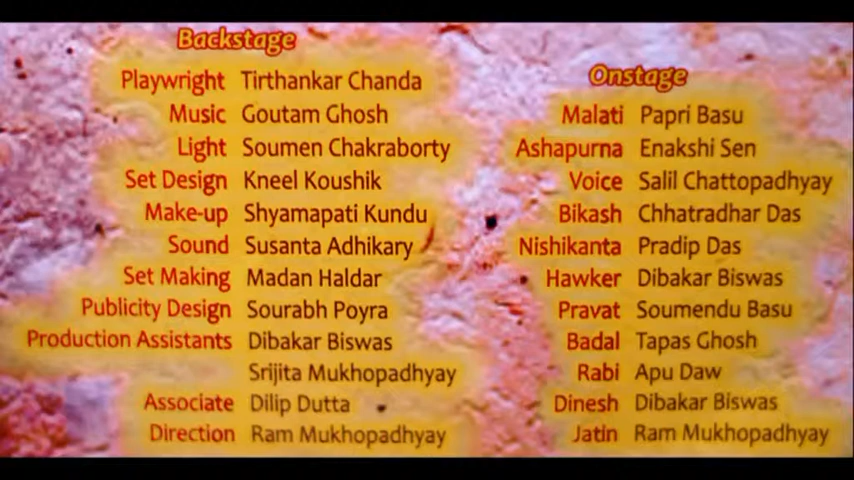 Backstage
Playwright Tirthankar Chanda
Music Goutam Ghosh
Light Soumen Chakraborty
Set Design Kneel Koushik
Make-up Shyamapati Kundu
Sound Susanta Adhikary
Set Making Madan Haldar
Publicity Design Sourabh Poyra
Production Assistants Dibakar Biswas
Srijita Mukhopadhyay
Associate Dilip Dutta
Direction Ram Mukhopadhyay
Onstage
Malati Papri Basu
Ashapurna Enakshi Sen
Voice Salil Chattopadhyay
Bikash Chhatradhar Das
Nishikanta Pradip Das
Hawker Dibakar Biswas
Pravat Soumendu Basu
Badal Tapas Ghosh
Rabi Apu Daw
Dinesh Dibakar Biswas
Jatin Ram Mukhopadhyay